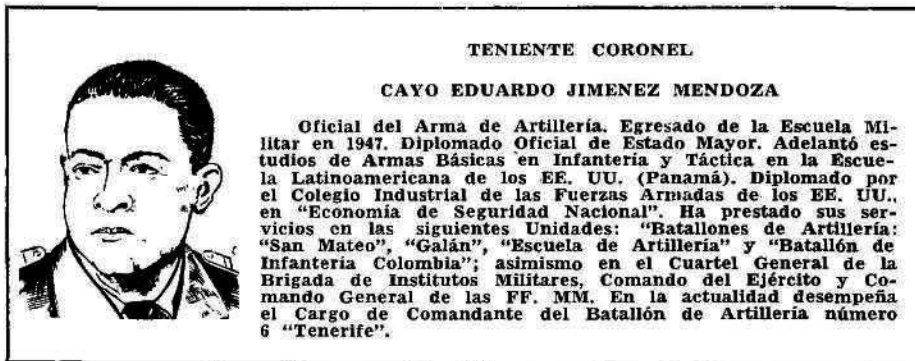 TENIENTE CORONEL
CAYO EDUARDO JIMENEZ MENDOZA
Oficial del Arma de Artillería. Egresado de la Escuela Mi-
litar en 1947. Diplomado Oficial de Estado Mayor. Adelantó es-
tudios de Armas Básicas en Infantería y Táctica en la Escue-
la Latinoamericana de los EE. UU. (Panamá). Diplomado por
el Colegio Industrial de las Fuerzas Armadas de los EE. UU.,
en “Economía de Seguridad Nacional”. Ha prestado sus ser-
vicios en las siguientes Unidades: “Batallones de Artillería:
“San Mateo”, “Galán”, “Escuela de Artillería” y “Batallón de
Infantería Colombia”; asimismo en el Cuartel General de la
Brigada de Institutos Militares, Comando del Ejército y Co-
mando General de las FF. MM. En la actualidad desempeña
el Cargo de Comandante del Batallón de Artillería número
6 “Tenerife”.